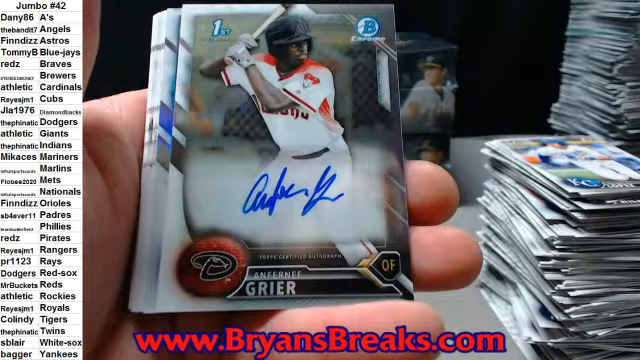 Jumbo #42
Dany86 A's
thebandit7 Angels
Finndizz Astros
TommyB Blue-jays
redz Braves
Brewers
athletic Cardinals
Reyesjm1 Cubs
Jla1976 Diamondbacks
thephinatic Dodgers
athletic Giants
thephinatic Indians
Mikaces Mariners
leftysportscards Marlins
Flobee2020 Mets
leftysportscards Nationals
Finndizz Orioles
sb4ever11 Padres
Phillies
redz Pirates
Reyesjm1 Rangers
pr1123 Rays
Dodgers Red-sox
MrBuckets Reds
athletic Rockies
Reyesjm1 Royals
Colindy Tigers
thephinatic Twins
sblair White-sox
bagger Yankees
1ST
B
Chrome
TOPPS CERTIFIED AUTOGRAPH
OF
ANFERNEE
GRIER
KC
www.BryansBreaks.com